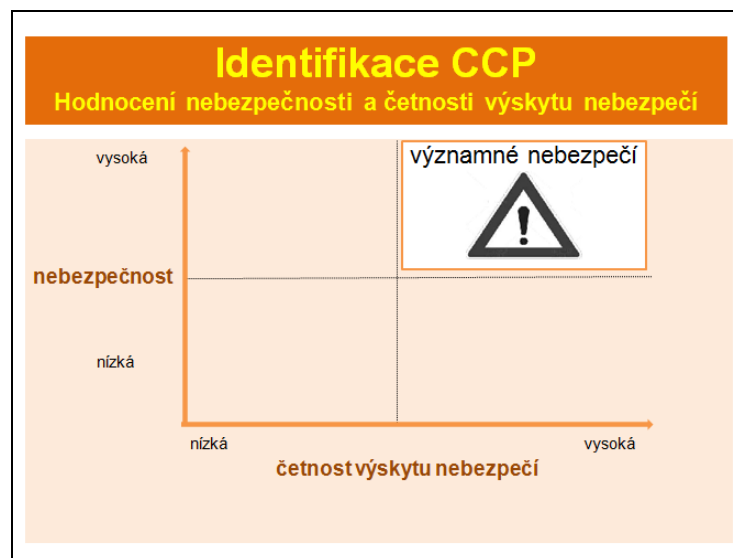 Identifikace CCP
Hodnocení nebezpečnosti a četnosti výskytu nebezpečí
vysoká
významné nebezpečí
nebezpečnost
nízká
nízká
vysoká
četnost výskytu nebezpečí